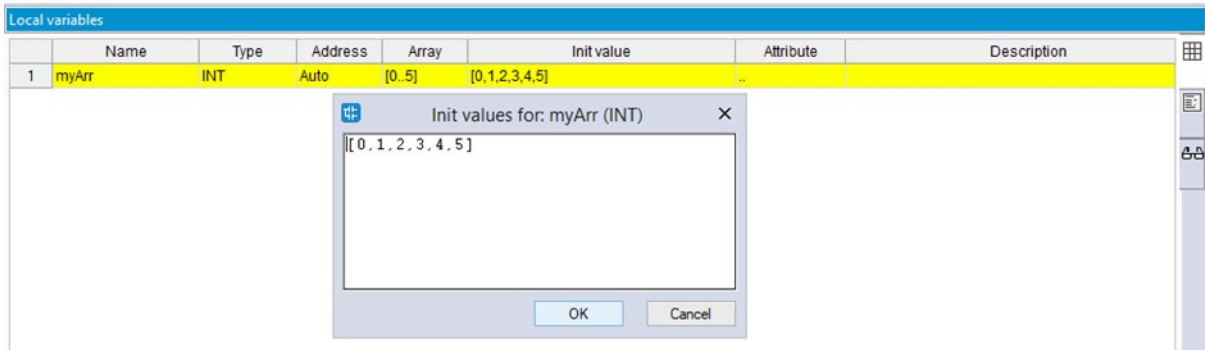 Local variables
Name Type Address Array Init value Attribute Description
1 myArr INT Auto [0..5] [0,1,2,3,4,5] ..
Init values for: myArr (INT) X
[0,1,2,3,4,5]
OK Cancel